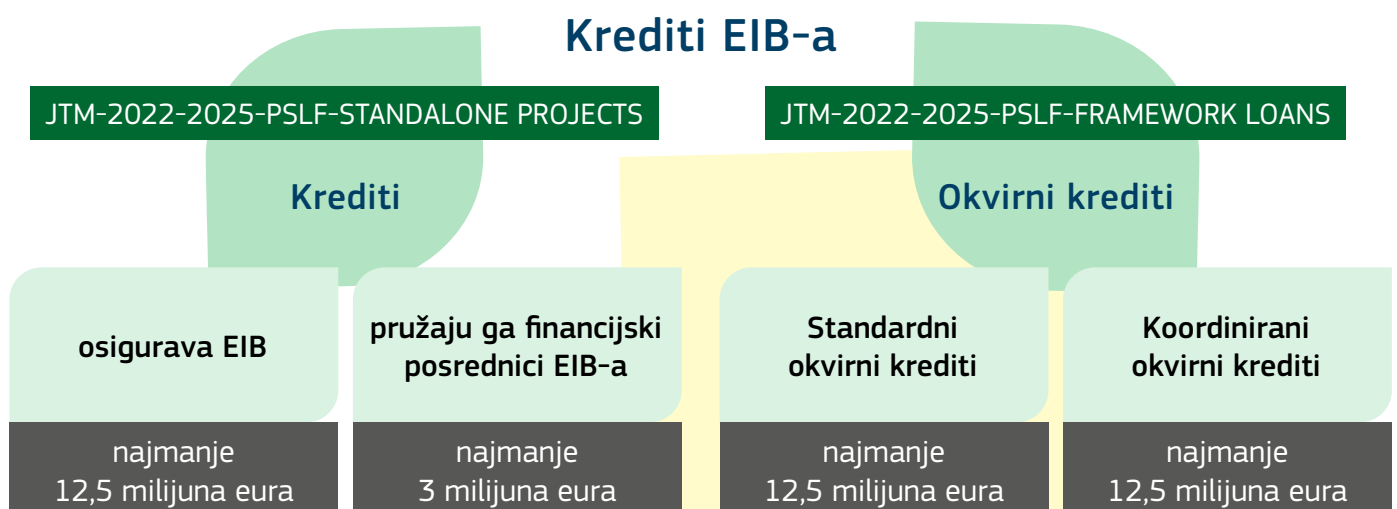 Krediti EIB-a
JTM-2022-2025-PSLF-STANDALONE PROJECTS
Krediti
osigurava EIB
najmanje
12,5 milijuna eura
pružaju ga financijski
posrednici EIB-a
najmanje
3 milijuna eura
JTM-2022-2025-PSLF-FRAMEWORK LOANS
Okvirni krediti
Standardni
okvirni krediti
najmanje
12,5 milijuna eura
Koordinirani
okvirni krediti
najmanje
12,5 milijuna eura